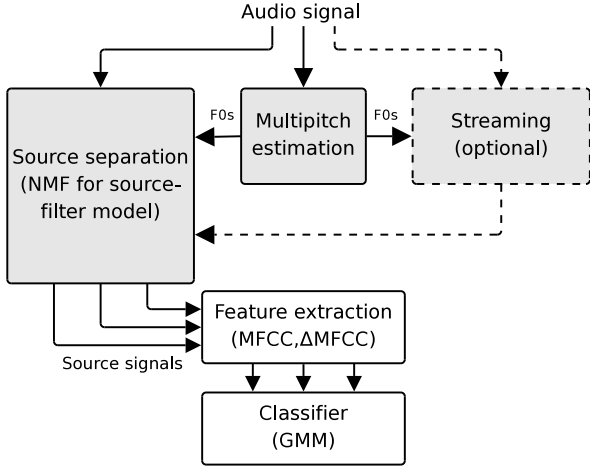 Audio signal
F0s
F0s
Multipitch
estimation
Streaming
(optional)
Source separation
(NMF for source-
filter model)
Feature extraction
(MFCC,ΔMFCC)
Source signals
Classifier
(GMM)